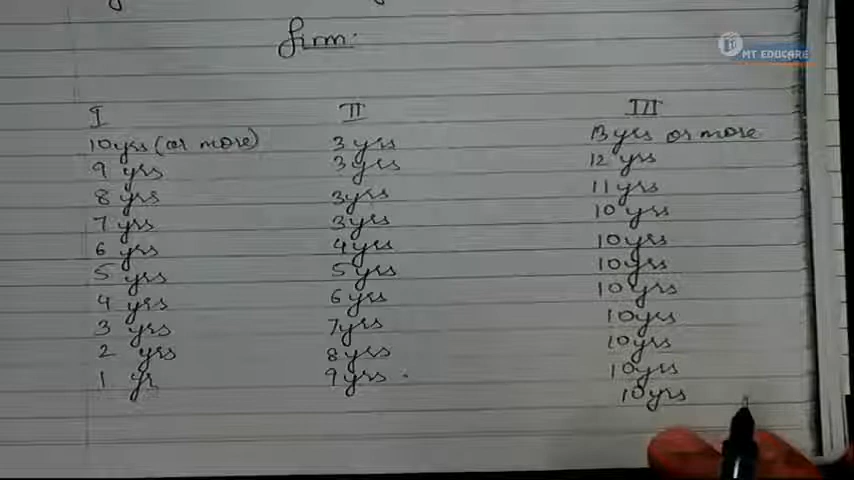 firm.
MT EDUCARE
I II III
10yrs (or more) 3 yrs 13 yrs or more
9 yrs 3 yrs 12 yrs
8 yrs 3yrs 11 yrs
7 yrs 3yrs 10 yrs
6 yrs 4yrs 10yrs
5 yrs 5yrs 10yrs
4 yrs 6yrs 10yrs
3 yrs 7yrs 10yrs
2 yrs 8yrs 10yrs
1 yr 9yrs 10yrs
10yrs